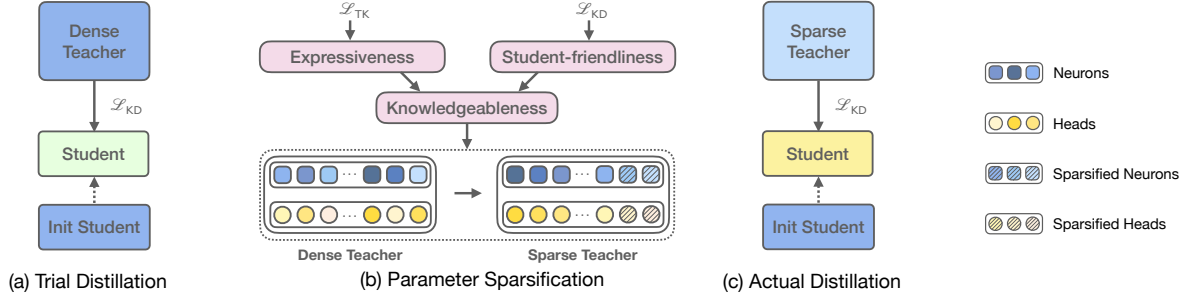 Dense
Teacher
ℒKD
Student
Init Student
(a) Trial Distillation
ℒTK
ℒKD
Expressiveness
Student-friendliness
Knowledgeableness
...
...
...
...
Dense Teacher
Sparse Teacher
(b) Parameter Sparsification
Sparse
Teacher
ℒKD
Student
Init Student
(c) Actual Distillation
Neurons
Heads
Sparsified Neurons
Sparsified Heads